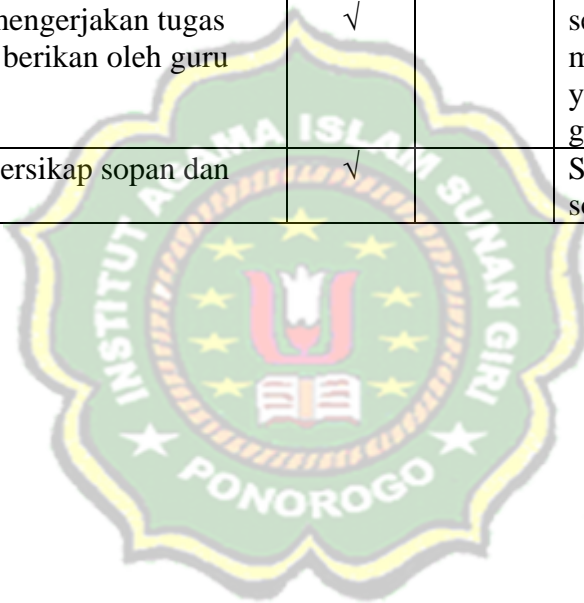 mengerjakan tugas √
berikan oleh guru
ersikap sopan dan √
INSTITUT AGAMA ISLAM SUNAN GIRI
PONOROGO